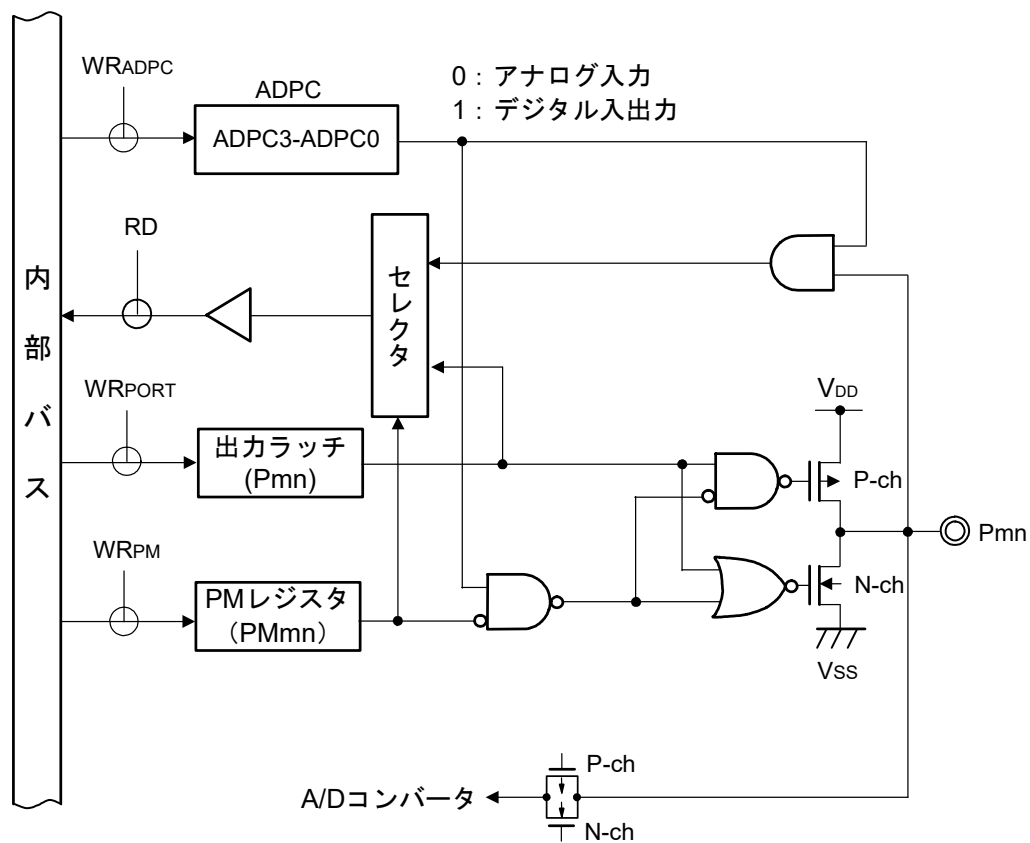 WRADPC
ADPC
ADPC3-ADPC0
0：アナログ入力
1：デジタル入出力
RD
内部バス
セレクタ
WRPORT
出力ラッチ
(Pmn)
VDD
P-ch
Pmn
N-ch
VSS
WRPM
PMレジスタ
（PMmn）
P-ch
A/Dコンバータ
N-ch